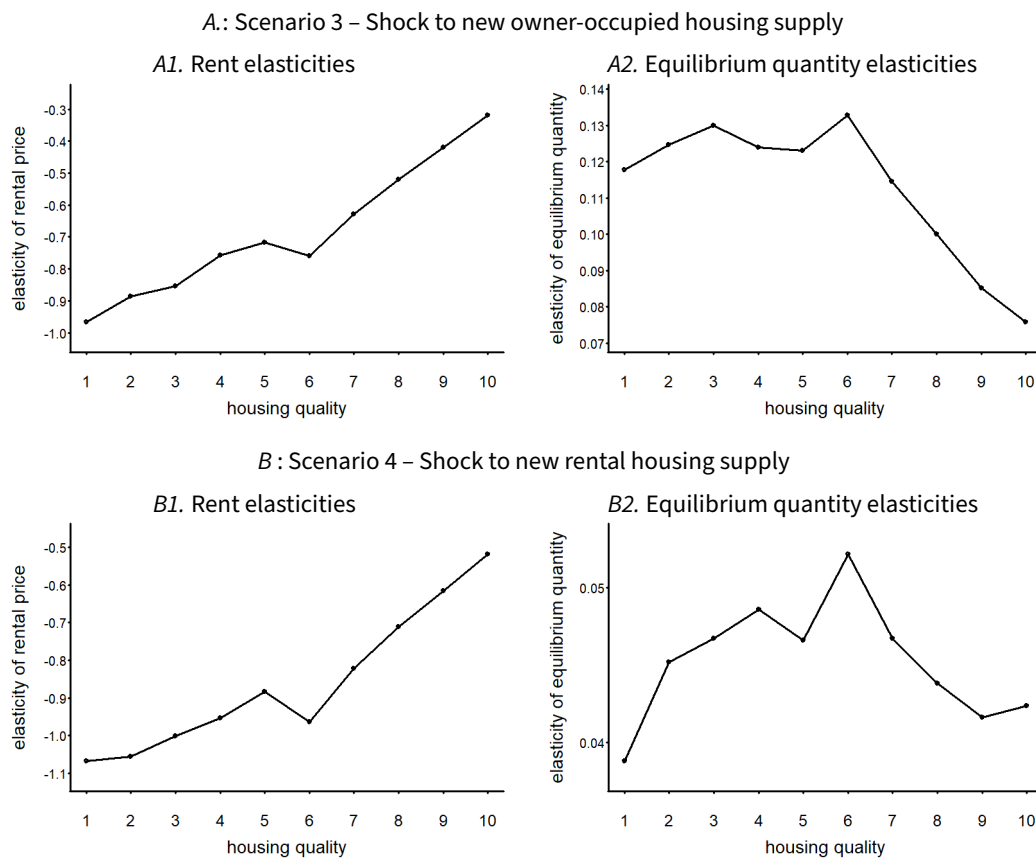 A.: Scenario 3 – Shock to new owner-occupied housing supply
A1. Rent elasticities
elasticity of rental price
-0.3
-0.4
-0.5
-0.6
-0.7
-0.8
-0.9
-1.0
1 2 3 4 5 6 7 8 9 10
housing quality
A2. Equilibrium quantity elasticities
elasticity of equilibrium quantity
0.14
0.13
0.12
0.11
0.10
0.09
0.08
0.07
1 2 3 4 5 6 7 8 9 10
housing quality
B : Scenario 4 – Shock to new rental housing supply
B1. Rent elasticities
elasticity of rental price
-0.5
-0.6
-0.7
-0.8
-0.9
-1.0
-1.1
1 2 3 4 5 6 7 8 9 10
housing quality
B2. Equilibrium quantity elasticities
elasticity of equilibrium quantity
0.05
0.04
1 2 3 4 5 6 7 8 9 10
housing quality